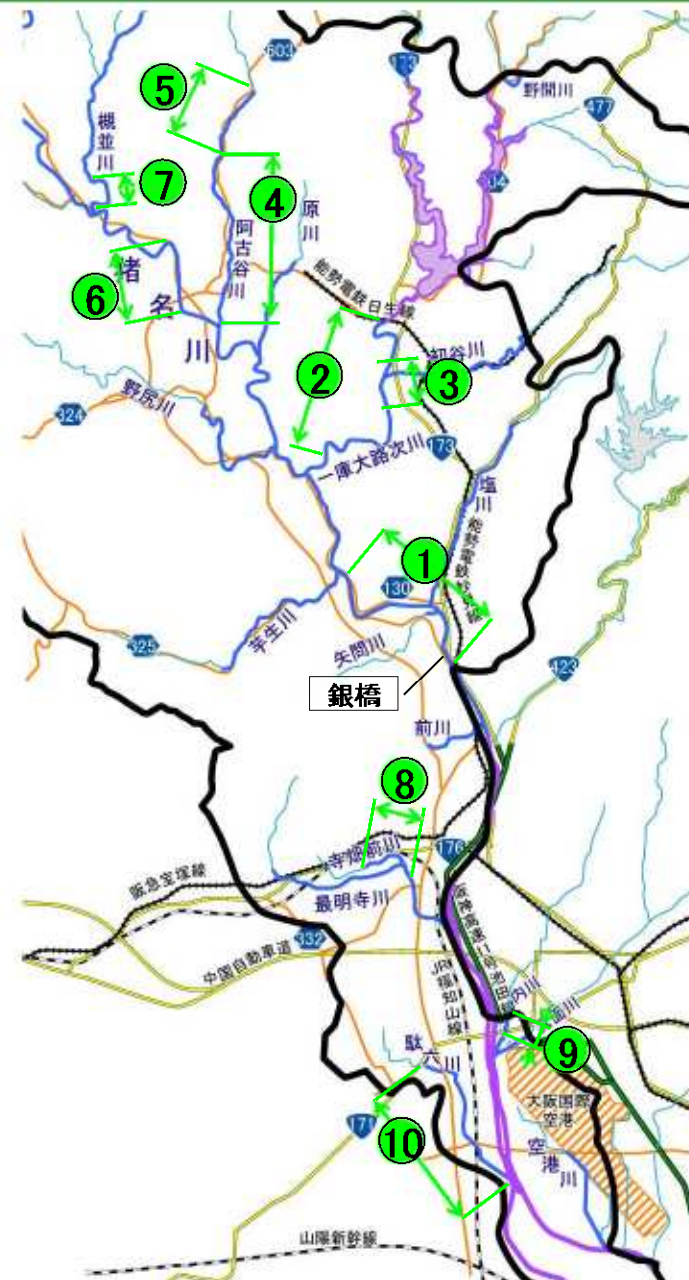 603
173
477
野間川
⑤
槻並川
604
⑦
④
原川
阿古谷川
猪名川
⑥
能勢電鉄日生線
②
初谷川
③
野尻川
324
173
一庫大路次川
塩川
能勢電鉄妙見線
①
130
芋生川
325
矢問川
423
銀橋
前川
⑧
寺畑前川
176
阪急宝塚線
最明寺川
阪神高速11号池田線
332
中国自動車道
JR福知山線
内川
⑨
駄六川
大阪国際
空港
171
⑩
空港川
山陽新幹線